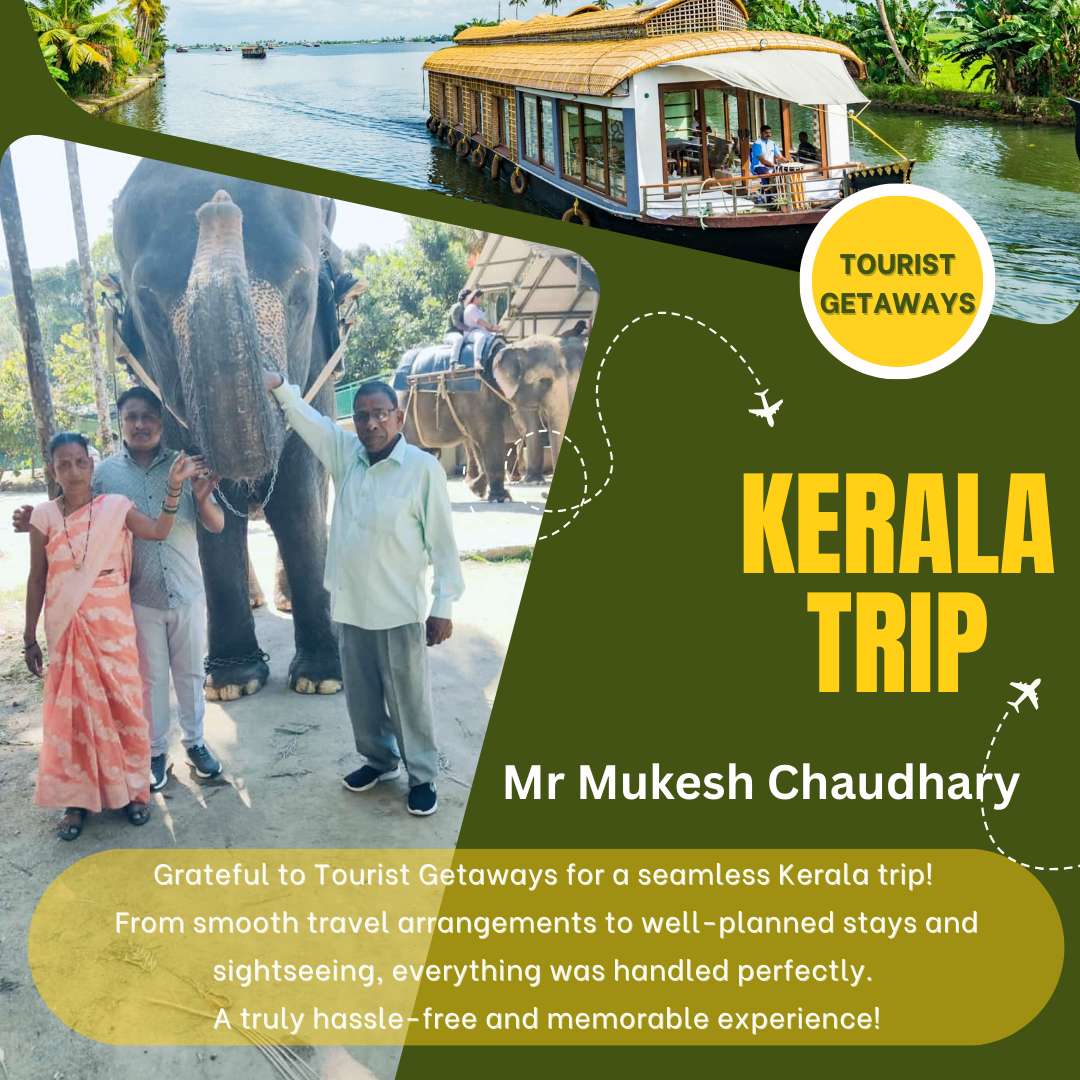 TOURIST
GETAWAYS
KERALA
TRIP
Mr Mukesh Chaudhary
Grateful to Tourist Getaways for a seamless Kerala trip!
From smooth travel arrangements to well-planned stays and
sightseeing, everything was handled perfectly.
A truly hassle-free and memorable experience!